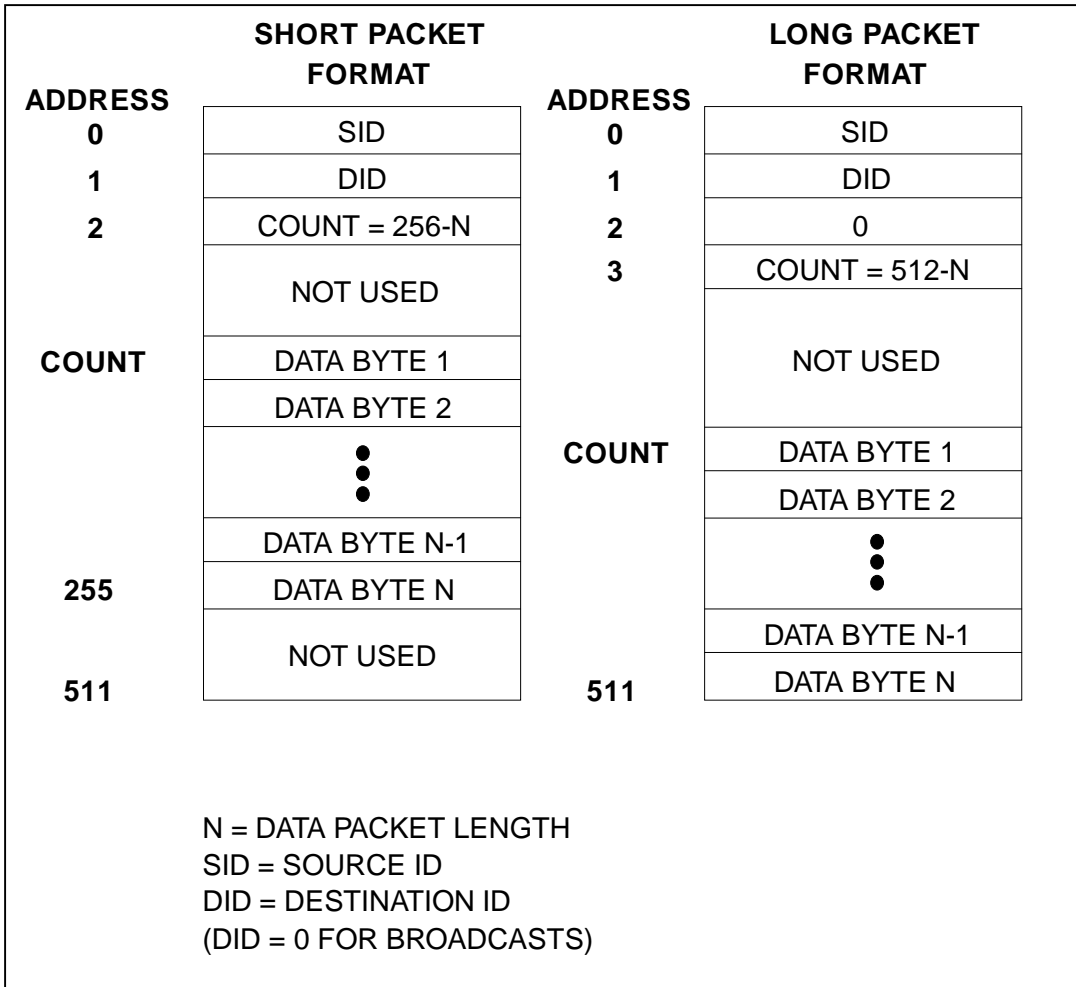 SHORT PACKET
FORMAT
ADDRESS
0 SID
1 DID
2 COUNT = 256-N
NOT USED
COUNT DATA BYTE 1
DATA BYTE 2
DATA BYTE N-1
255 DATA BYTE N
NOT USED
511
LONG PACKET
FORMAT
ADDRESS
0 SID
1 DID
2 0
3 COUNT = 512-N
NOT USED
COUNT DATA BYTE 1
DATA BYTE 2
DATA BYTE N-1
511 DATA BYTE N
N = DATA PACKET LENGTH
SID = SOURCE ID
DID = DESTINATION ID
(DID = 0 FOR BROADCASTS)